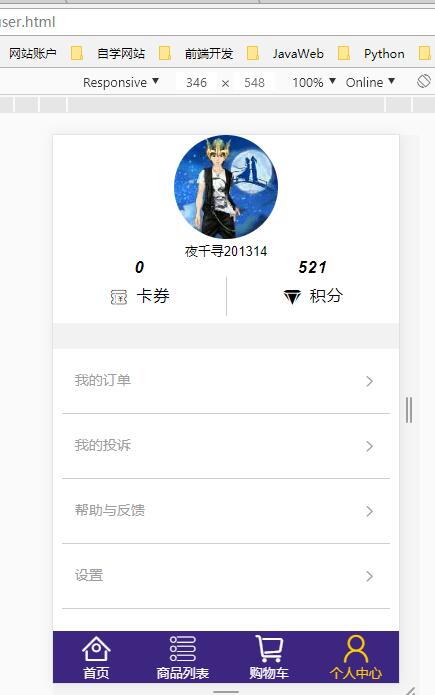 user.html
网站账户 自学网站 前端开发 JavaWeb Python
Responsive ▼ 346 × 548 100% ▼ Online ▼
夜千寻201314
0 521
卡券 积分
我的订单
我的投诉
帮助与反馈
设置
首页 商品列表 购物车 个人中心